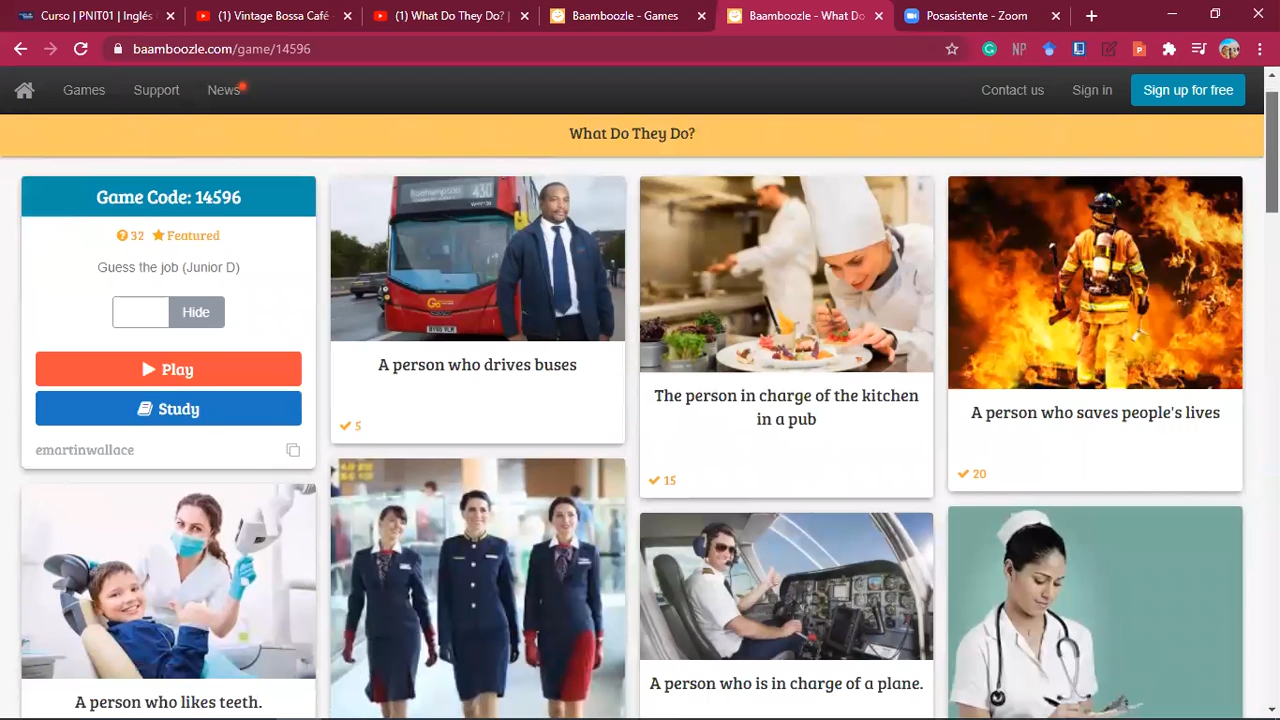 Curso | PNIT01 | Inglés
(1) Vintage Bossa Café
(1) What Do They Do? |
Baamboozle - Games
Baamboozle - What Do
Posasistente - Zoom
baamboozle.com/game/14596
NP
Games
Support
News
Contact us
Sign in
Sign up for free
What Do They Do?
Game Code: 14596
32 Featured
Guess the job (Junior D)
Hide
Play
Study
emartinwallace
430
Go
A person who drives buses
5
The person in charge of the kitchen
in a pub
15
A person who saves people's lives
20
A person who likes teeth.
A person who is in charge of a plane.